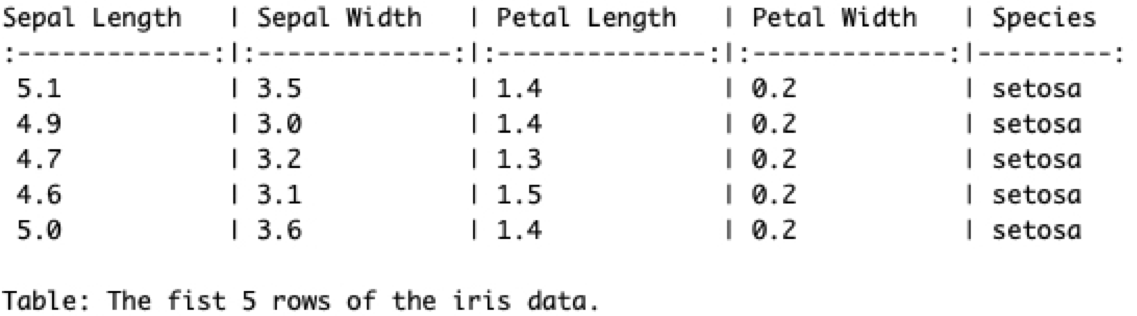 Sepal Length   | Sepal Width   | Petal Length   | Petal Width   | Species
:-------------:|:-------------:|:--------------:|:-------------:|---------:
 5.1           | 3.5           | 1.4            | 0.2           | setosa
 4.9           | 3.0           | 1.4            | 0.2           | setosa
 4.7           | 3.2           | 1.3            | 0.2           | setosa
 4.6           | 3.1           | 1.5            | 0.2           | setosa
 5.0           | 3.6           | 1.4            | 0.2           | setosa
Table: The fist 5 rows of the iris data.